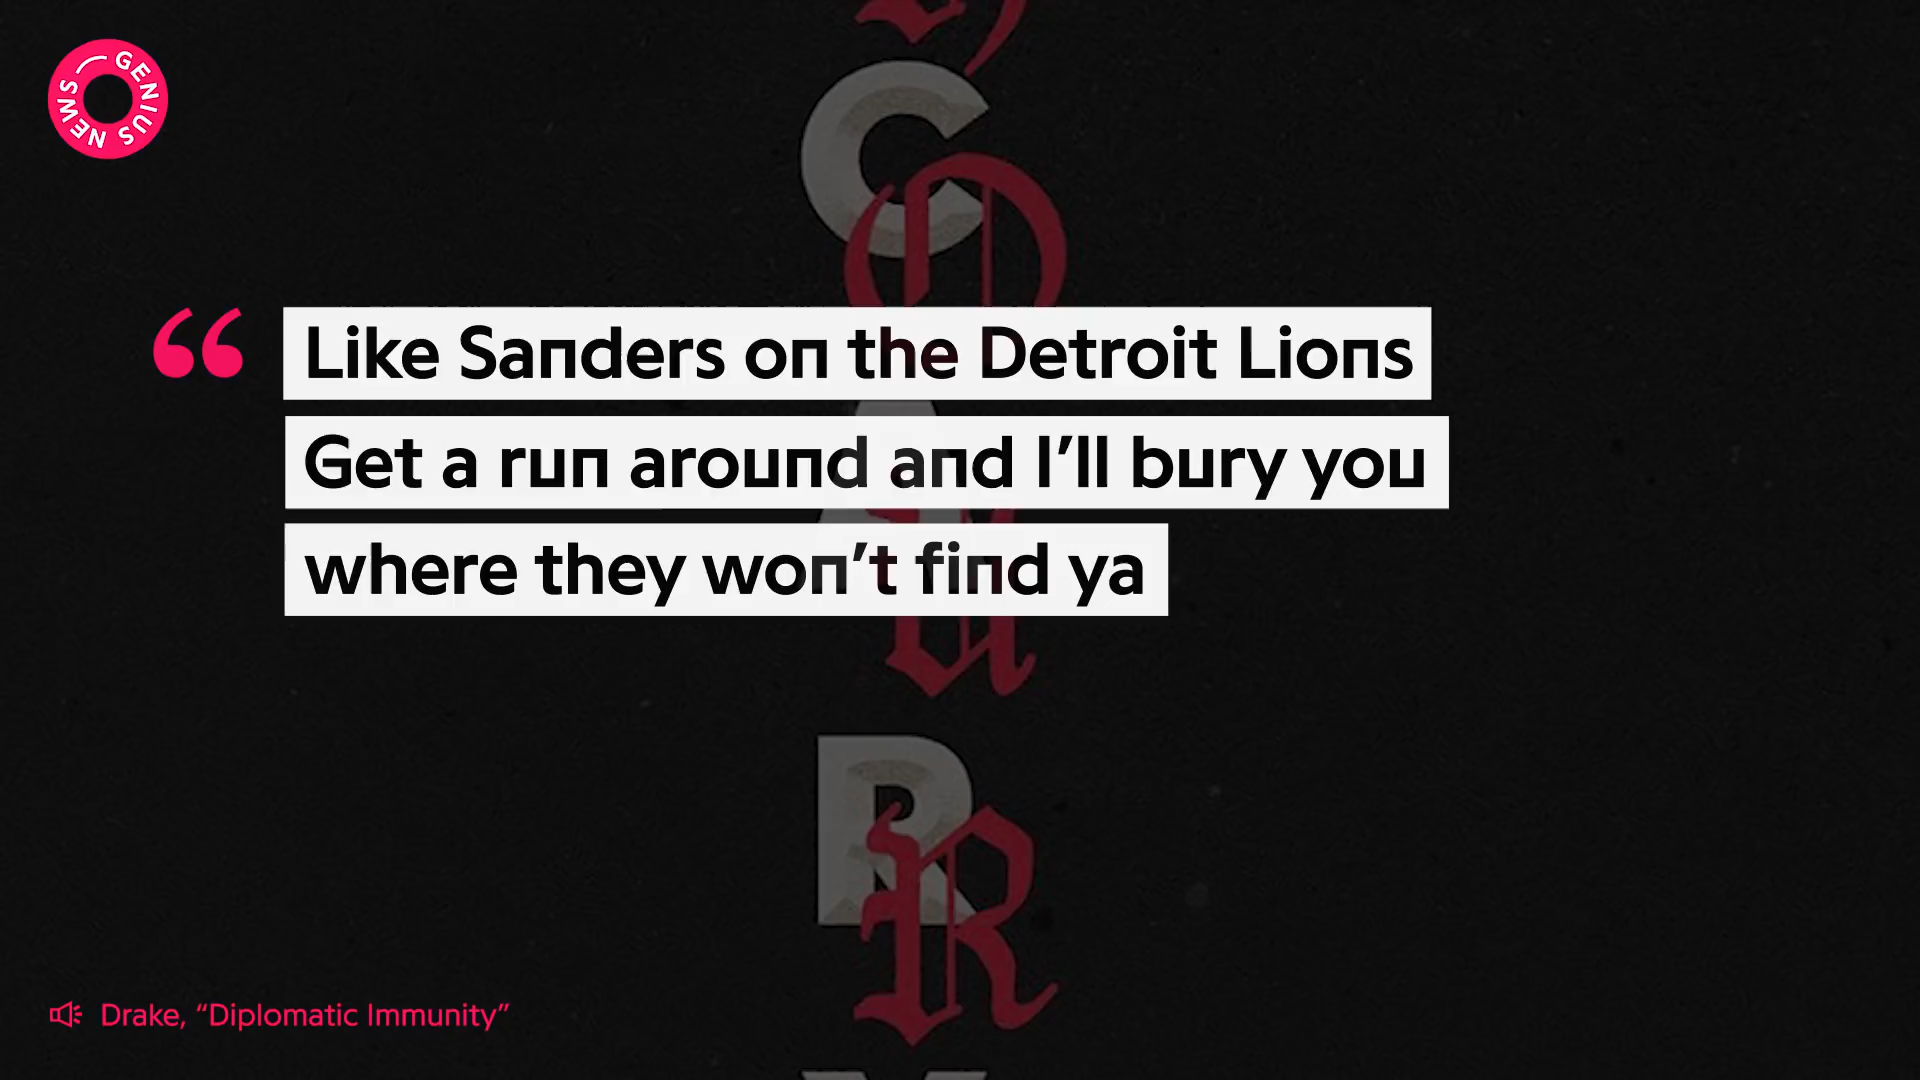 GENIUS NEWS
C
O
“ Like Sanders on the Detroit Lions
Get a run around and I’ll bury you
where they won’t find ya
R
R
Drake, “Diplomatic Immunity”